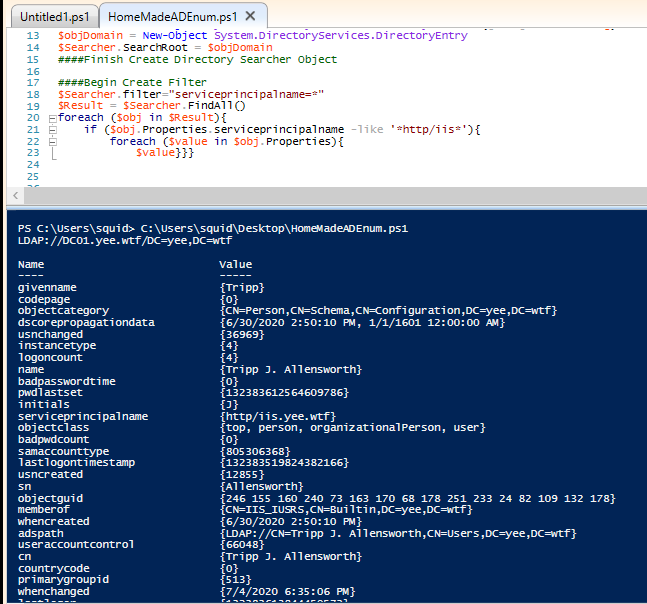 Untitled1.ps1 HomeMadeADEnum.ps1 X
13 $objDomain = New-Object System.DirectoryServices.DirectoryEntry
14 $Searcher.SearchRoot = $objDomain
15 ####Finish Create Directory Searcher Object
16
17 ####Begin Create Filter
18 $Searcher.filter="serviceprincipalname=*"
19 $Result = $Searcher.FindAll()
20 foreach ($obj in $Result){
21 if ($obj.Properties.serviceprincipalname -like '*http/iis*'){
22 foreach ($value in $obj.Properties){
23 $value}}}
24
25
PS C:\Users\squid> C:\Users\squid\Desktop\HomeMadeADEnum.ps1
LDAP://DC01.yee.wtf/DC=yee,DC=wtf
Name Value
---- -----
givenname {Tripp}
codepage {0}
objectcategory {CN=Person,CN=Schema,CN=Configuration,DC=yee,DC=wtf}
dscorepropagationdata {6/30/2020 2:50:10 PM, 1/1/1601 12:00:00 AM}
usnchanged {36969}
instancetype {4}
logoncount {4}
name {Tripp J. Allensworth}
badpasswordtime {0}
pwdlastset {132383612564609786}
initials {J}
serviceprincipalname {http/iis.yee.wtf}
objectclass {top, person, organizationalPerson, user}
badpwdcount {0}
samaccounttype {805306368}
lastlogontimestamp {132383519824382166}
usncreated {12855}
sn {Allensworth}
objectguid {246 155 160 240 73 163 170 68 178 251 233 24 82 109 132 178}
memberof {CN=IIS_IUSRS,CN=Builtin,DC=yee,DC=wtf}
whencreated {6/30/2020 2:50:10 PM}
adspath {LDAP://CN=Tripp J. Allensworth,CN=Users,DC=yee,DC=wtf}
useraccountcontrol {66048}
cn {Tripp J. Allensworth}
countrycode {0}
primarygroupid {513}
whenchanged {7/4/2020 6:35:06 PM}